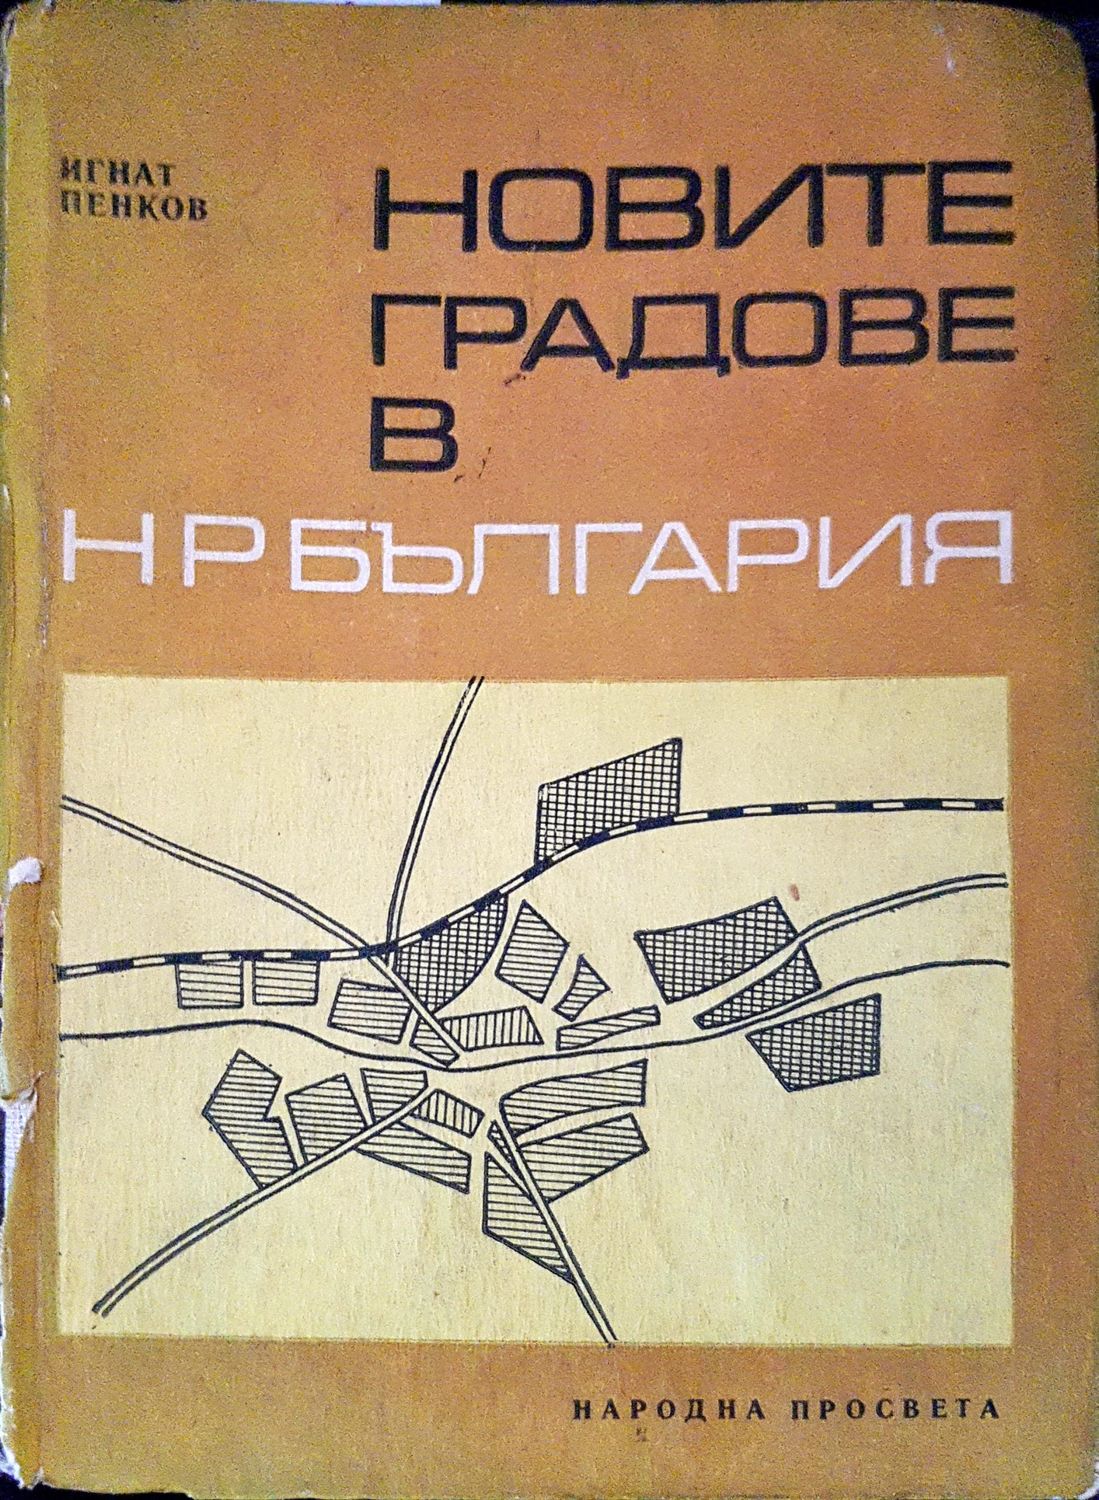 ИГНАТ
ПЕНКОВ
НОВИТЕ
ГРАДОВЕ
В
НР БЪЛГАРИЯ
НАРОДНА ПРОСВЕТА